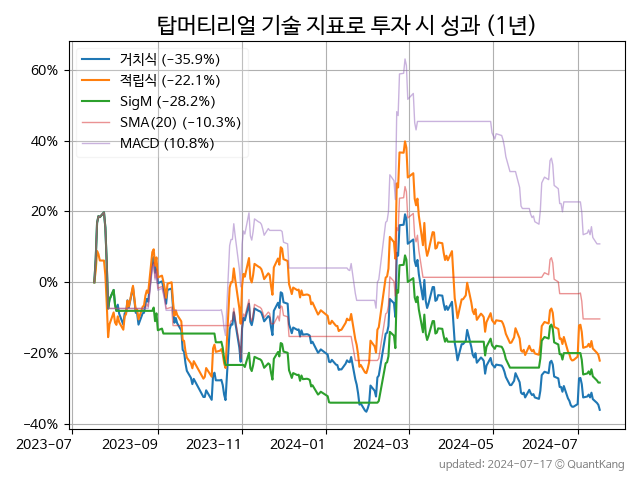 탑머티리얼 기술 지표로 투자 시 성과 (1년)
거치식 (-35.9%)
적립식 (-22.1%)
SigM (-28.2%)
SMA(20) (-10.3%)
MACD (10.8%)
60%
40%
20%
0%
-20%
-40%
2023-07 2023-09 2023-11 2024-01 2024-03 2024-05 2024-07
updated: 2024-07-17 © QuantKang